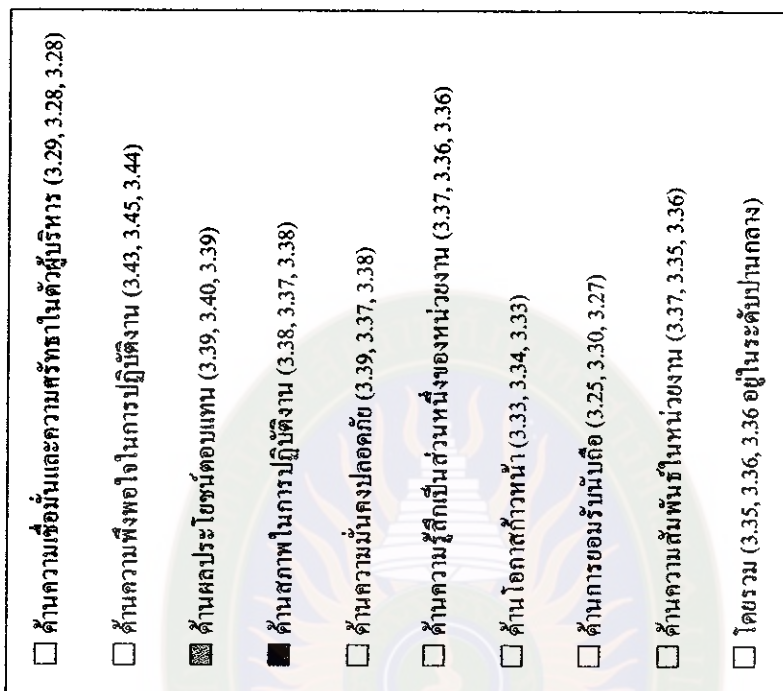 ด้านความเชื่อมั่นและความศรัทธาในตัวผู้บริหาร (3.29, 3.28, 3.28)
ด้านความพึงพอใจในการปฏิบัติงาน (3.43, 3.45, 3.44)
ด้านผลประโยชน์ตอบแทน (3.39, 3.40, 3.39)
ด้านสภาพในการปฏิบัติงาน (3.38, 3.37, 3.38)
ด้านความมั่นคงปลอดภัย (3.39, 3.37, 3.38)
ด้านความรู้สึกเป็นส่วนหนึ่งของหน่วยงาน (3.37, 3.36, 3.36)
ด้านโอกาสก้าวหน้า (3.33, 3.34, 3.33)
ด้านการยอมรับนับถือ (3.25, 3.30, 3.27)
ด้านความสัมพันธ์ในหน่วยงาน (3.37, 3.35, 3.36)
โดยรวม (3.35, 3.36, 3.36 อยู่ในระดับปานกลาง)